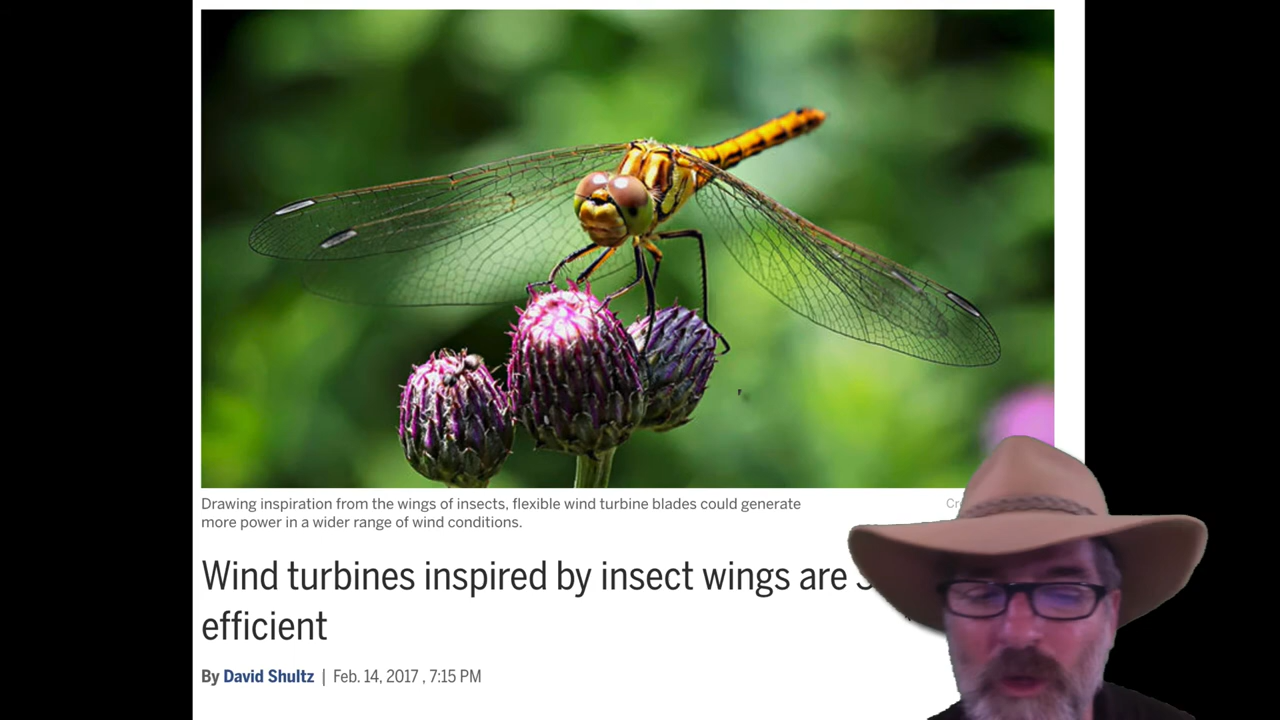 Drawing inspiration from the wings of insects, flexible wind turbine blades could generate
more power in a wider range of wind conditions.
Wind turbines inspired by insect wings are
efficient
By David Shultz | Feb. 14, 2017 , 7:15 PM